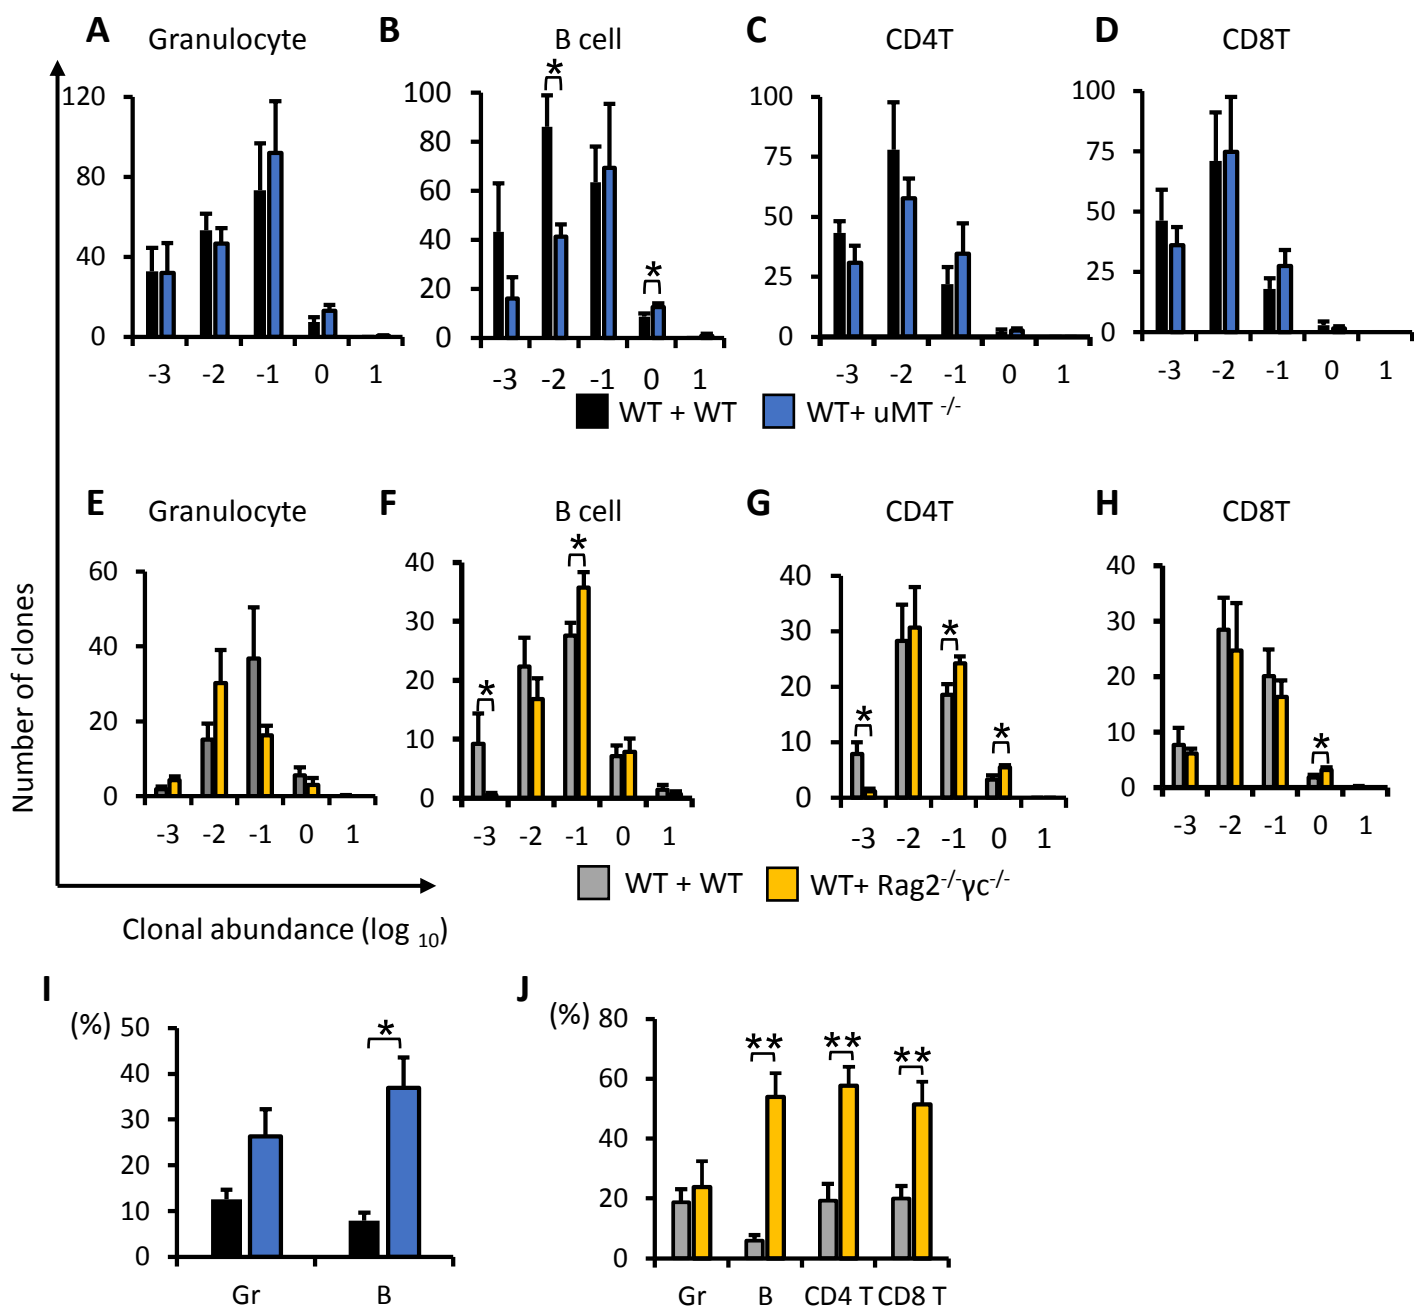 A Granulocyte
B B cell
C CD4T
D CD8T
120
80
40
0
-3 -2 -1 0 1
100
80
60
40
20
0
*
*
-3 -2 -1 0 1
100
75
50
25
0
-3 -2 -1 0 1
100
75
50
25
0
-3 -2 -1 0 1
WT + WT WT+ uMT -/-
E Granulocyte
F B cell
G CD4T
H CD8T
Number of clones
60
40
20
0
-3 -2 -1 0 1
40
30
20
10
0
*
*
-3 -2 -1 0 1
40
30
20
10
0
*
*
*
-3 -2 -1 0 1
40
30
20
10
0
*
-3 -2 -1 0 1
WT + WT WT+ Rag2-/-γc-/-
Clonal abundance (log 10)
I
(%)
50
40
30
20
10
0
*
Gr B
J
(%)
80
60
40
20
0
** ** **
Gr B CD4 T CD8 T